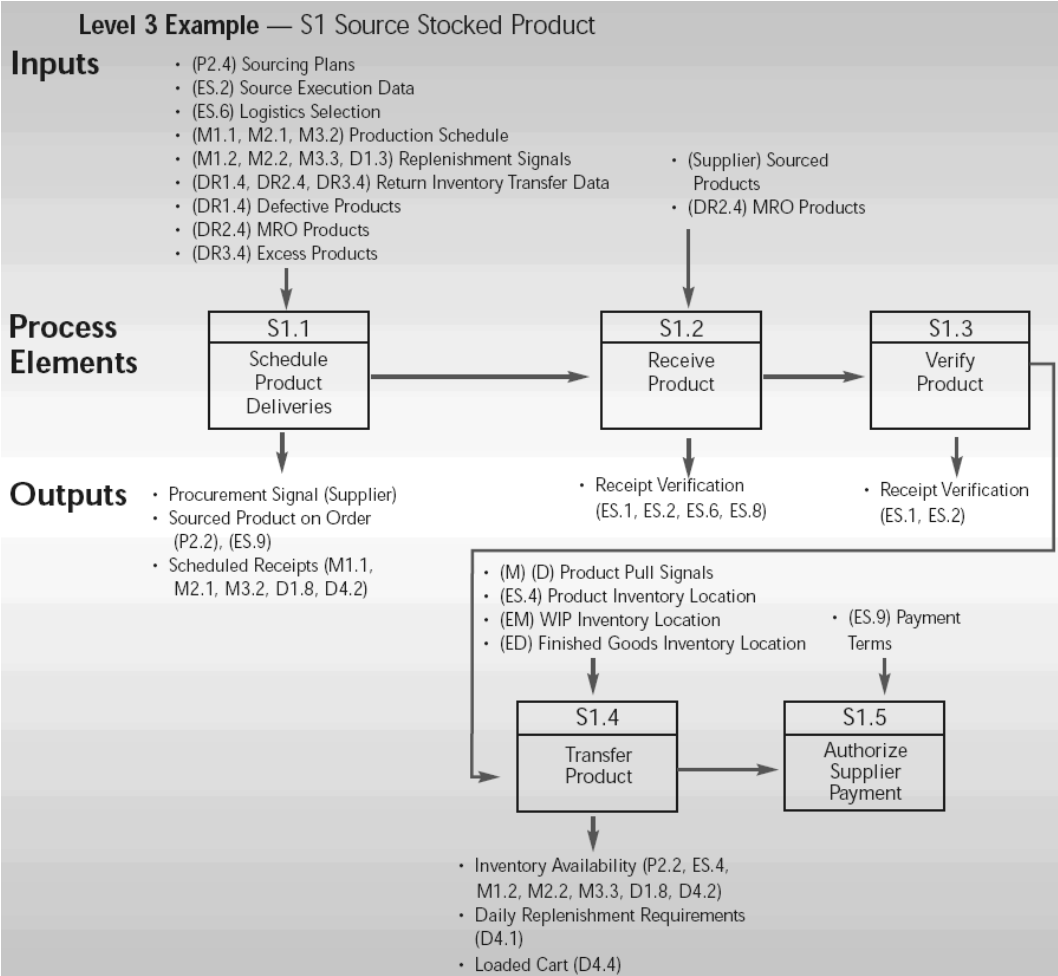 Level 3 Example — S1 Source Stocked Product
Inputs
• (P2.4) Sourcing Plans
• (ES.2) Source Execution Data
• (ES.6) Logistics Selection
• (M1.1, M2.1, M3.2) Production Schedule
• (M1.2, M2.2, M3.3, D1.3) Replenishment Signals
• (DR1.4, DR2.4, DR3.4) Return Inventory Transfer Data
• (DR1.4) Defective Products
• (DR2.4) MRO Products
• (DR3.4) Excess Products
• (Supplier) Sourced
Products
• (DR2.4) MRO Products
Process
Elements
S1.1
Schedule
Product
Deliveries
S1.2
Receive
Product
S1.3
Verify
Product
Outputs
• Procurement Signal (Supplier)
• Sourced Product on Order
(P2.2), (ES.9)
• Scheduled Receipts (M1.1,
M2.1, M3.2, D1.8, D4.2)
• Receipt Verification
(ES.1, ES.2, ES.6, ES.8)
• Receipt Verification
(ES.1, ES.2)
• (M) (D) Product Pull Signals
• (ES.4) Product Inventory Location
• (EM) WIP Inventory Location
• (ED) Finished Goods Inventory Location
• (ES.9) Payment
Terms
S1.4
Transfer
Product
S1.5
Authorize
Supplier
Payment
• Inventory Availability (P2.2, ES.4,
M1.2, M2.2, M3.3, D1.8, D4.2)
• Daily Replenishment Requirements
(D4.1)
• Loaded Cart (D4.4)